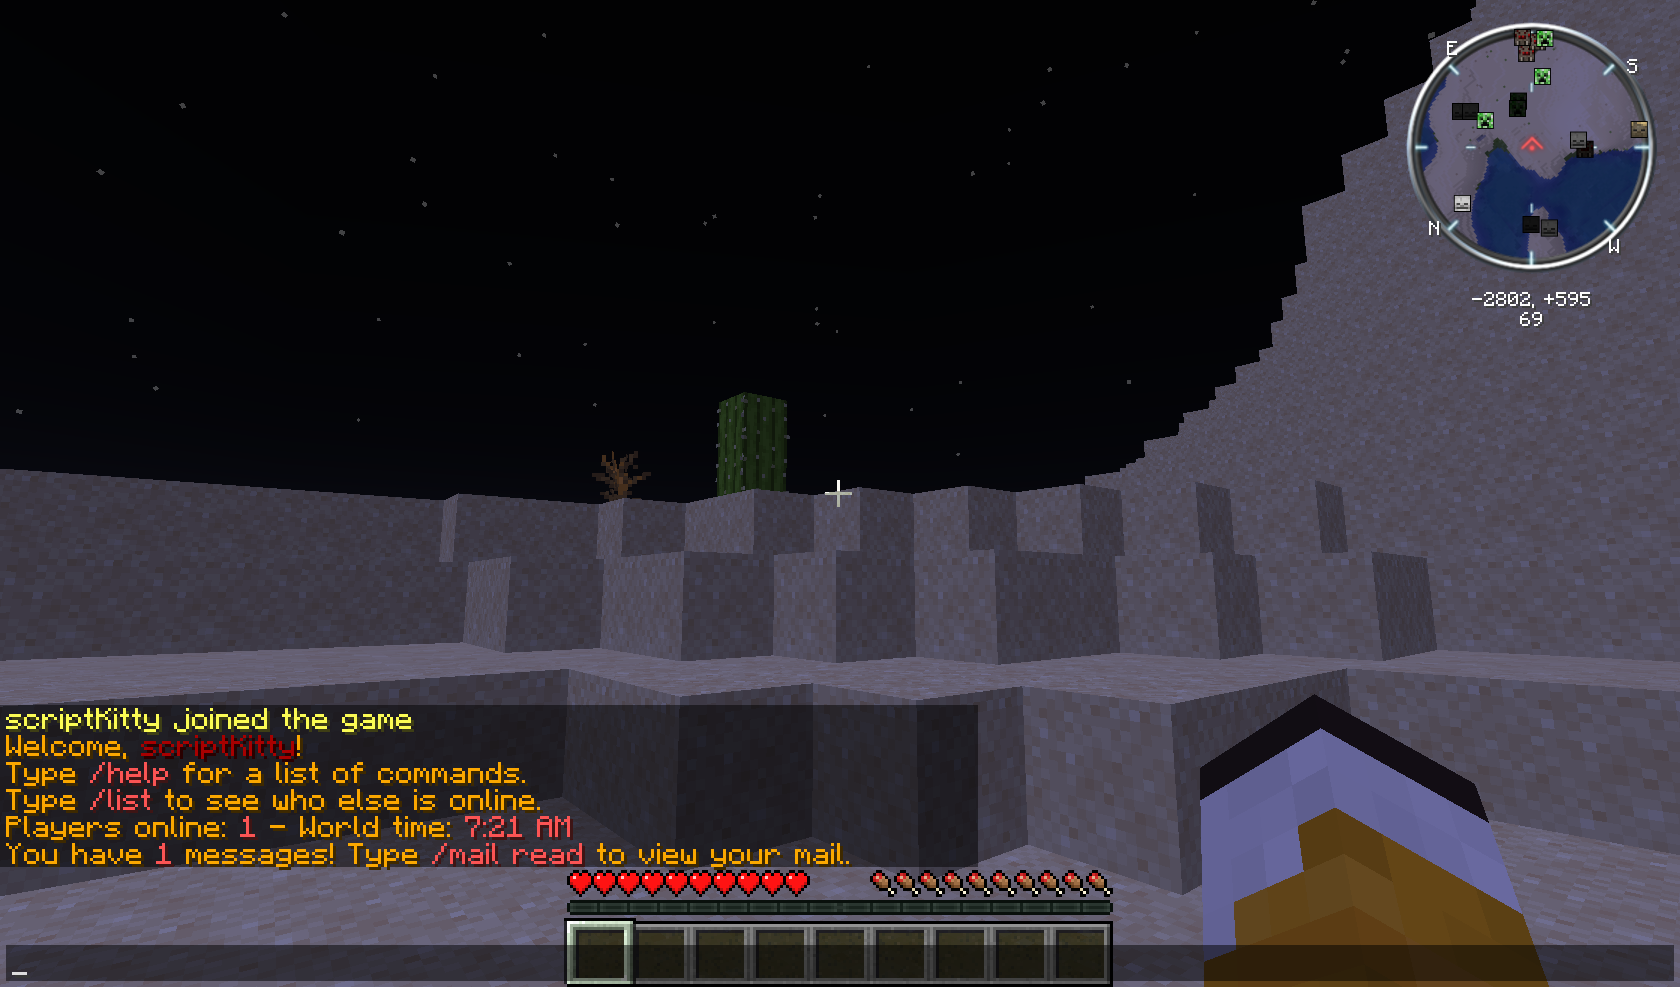 E
S
N
W
-2802, +595
69
scriptKitty joined the game
Welcome, scriptKitty!
Type /help for a list of commands.
Type /list to see who else is online.
Players online: 1 - World time: 7:21 AM
You have 1 messages! Type /mail read to view your mail.
_